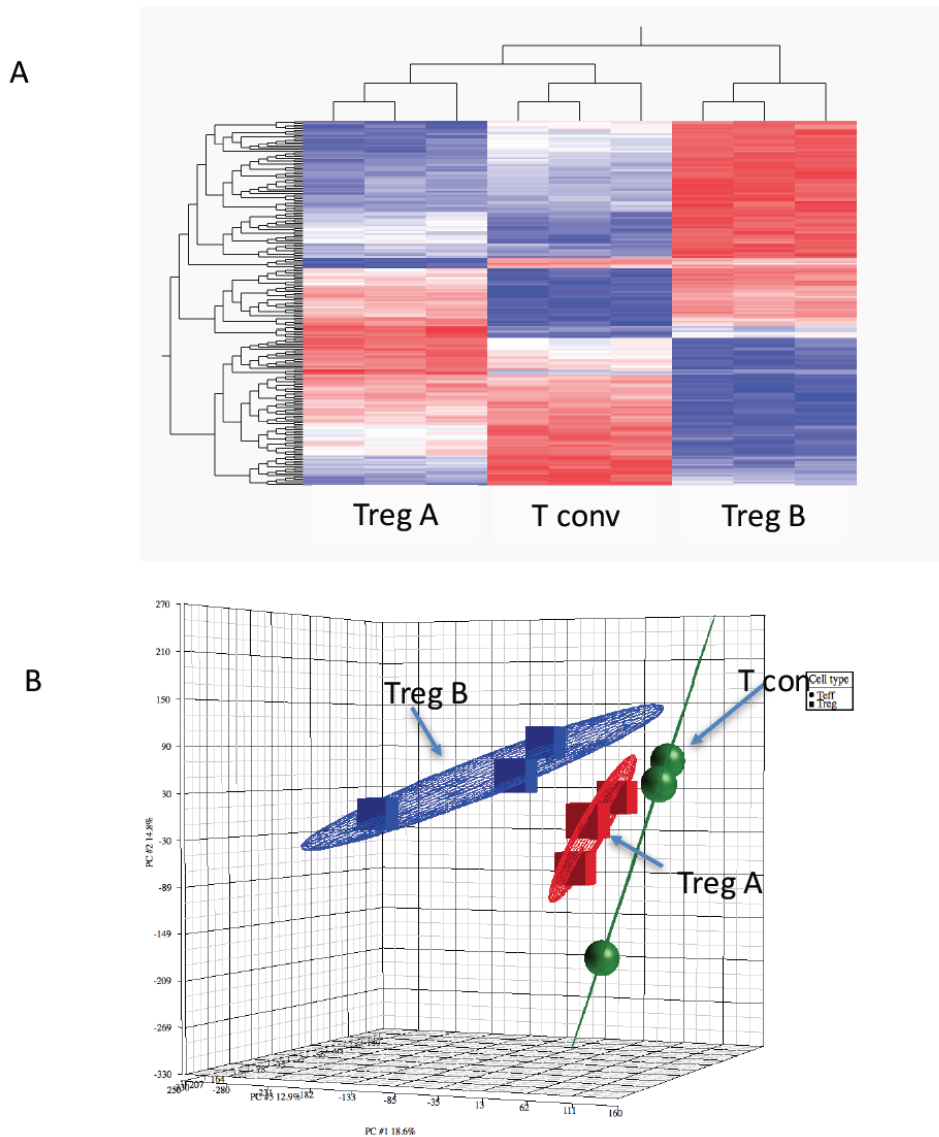 A
Treg A
T conv
Treg B
B
270
210
150
90
30
-30
-89
-149
-209
-269
-330
PC #2 14.8%
Treg B
T con
Cell type
Teff
Treg
Treg A
-280
-182
-133
-85
-35
13
62
111
160
PC #3 12.9%
PC #1 18.6%